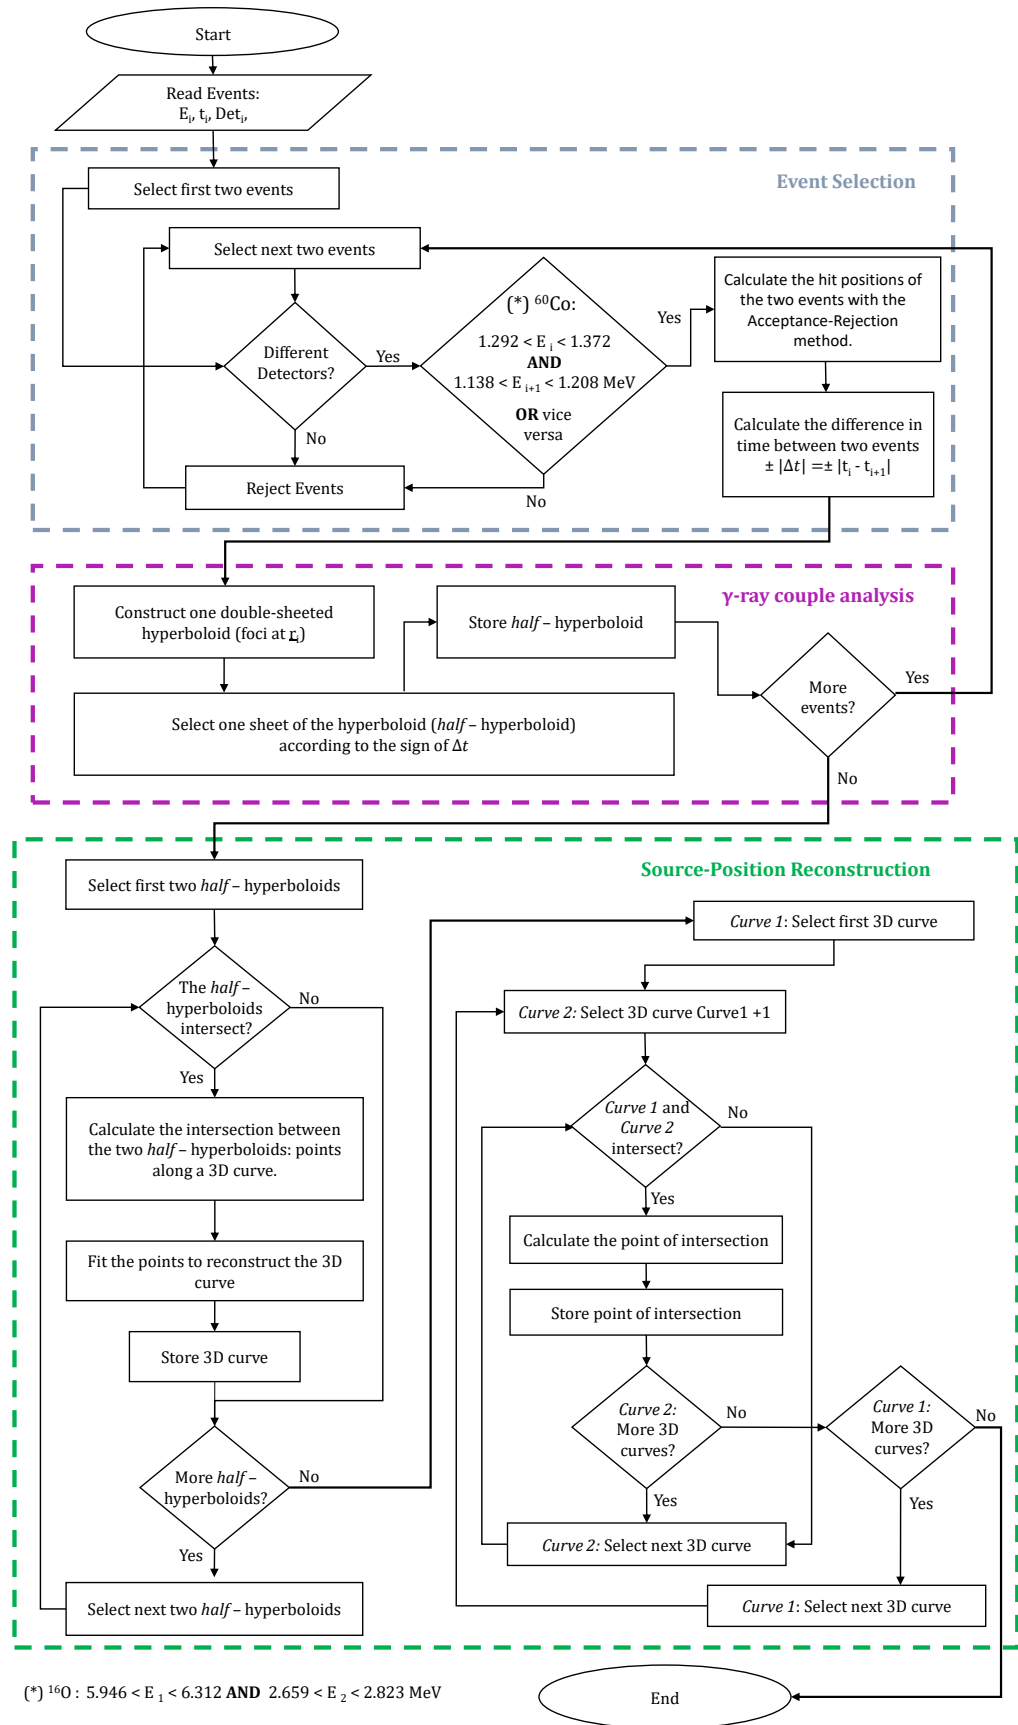 Start
Read Events:
E i, t i, Det i,
Event Selection
Select first two events
Select next two events
Different
Detectors?
Yes
No
Reject Events
(*) ⁶⁰Co:
1.292 < E i < 1.372
AND
1.138 < E i+1 < 1.208 MeV
OR vice
versa
Yes
No
Calculate the hit positions of
the two events with the
Acceptance-Rejection
method.
Calculate the difference in
time between two events
± |Δt| = ± |t i - t i+1|
γ-ray couple analysis
Construct one double-sheeted
hyperboloid (foci at r i)
Store half – hyperboloid
Select one sheet of the hyperboloid (half – hyperboloid)
according to the sign of Δt
More
events?
Yes
No
Source-Position Reconstruction
Select first two half – hyperboloids
The half –
hyperboloids
intersect?
No
Yes
Calculate the intersection between
the two half – hyperboloids: points
along a 3D curve.
Fit the points to reconstruct the 3D
curve
Store 3D curve
More half –
hyperboloids?
No
Yes
Select next two half – hyperboloids
Curve 1: Select first 3D curve
Curve 2: Select 3D curve Curve1 +1
Curve 1 and
Curve 2
intersect?
No
Yes
Calculate the point of intersection
Store point of intersection
Curve 2:
More 3D
curves?
No
Yes
Curve 2: Select next 3D curve
Curve 1:
More 3D
curves?
No
Yes
Curve 1: Select next 3D curve
(*) ¹⁶O : 5.946 < E 1 < 6.312 AND 2.659 < E 2 < 2.823 MeV
End